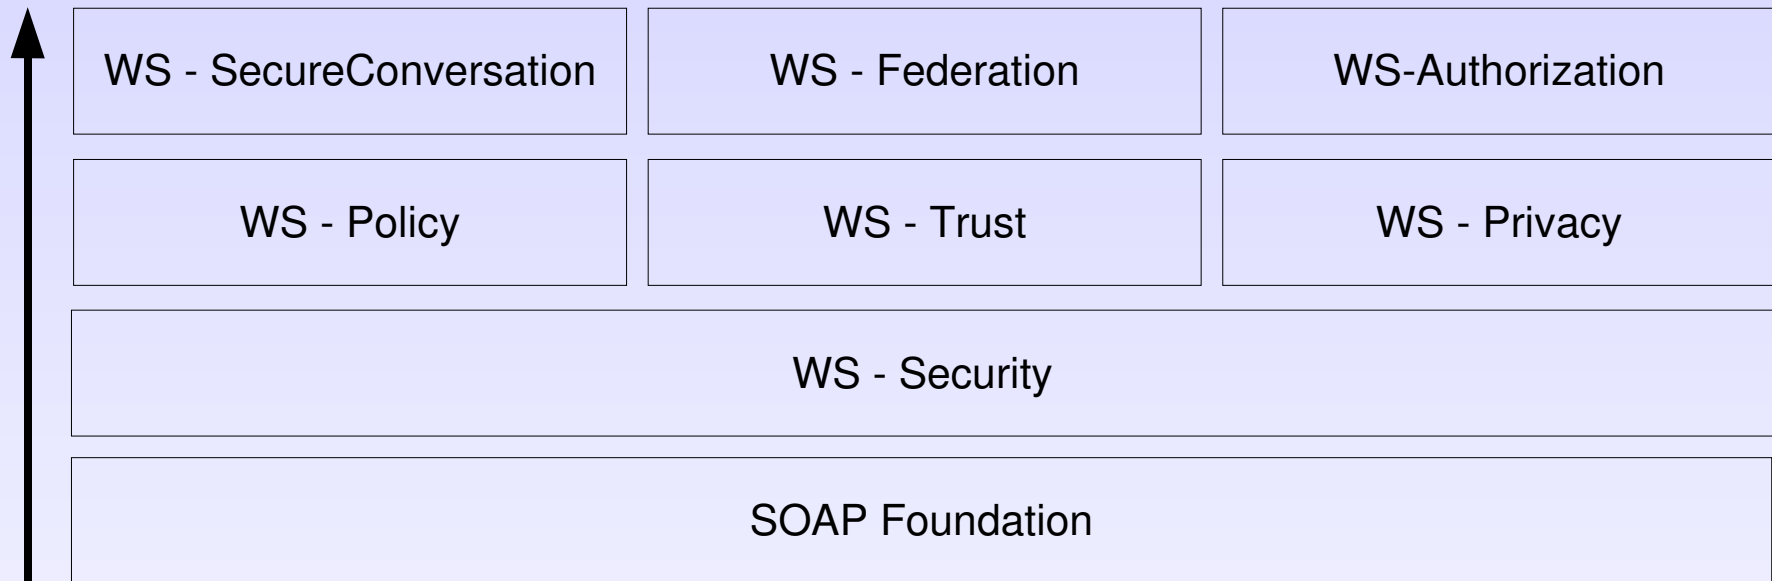 WS - SecureConversation
WS - Federation
WS-Authorization
WS - Policy
WS - Trust
WS - Privacy
WS - Security
SOAP Foundation